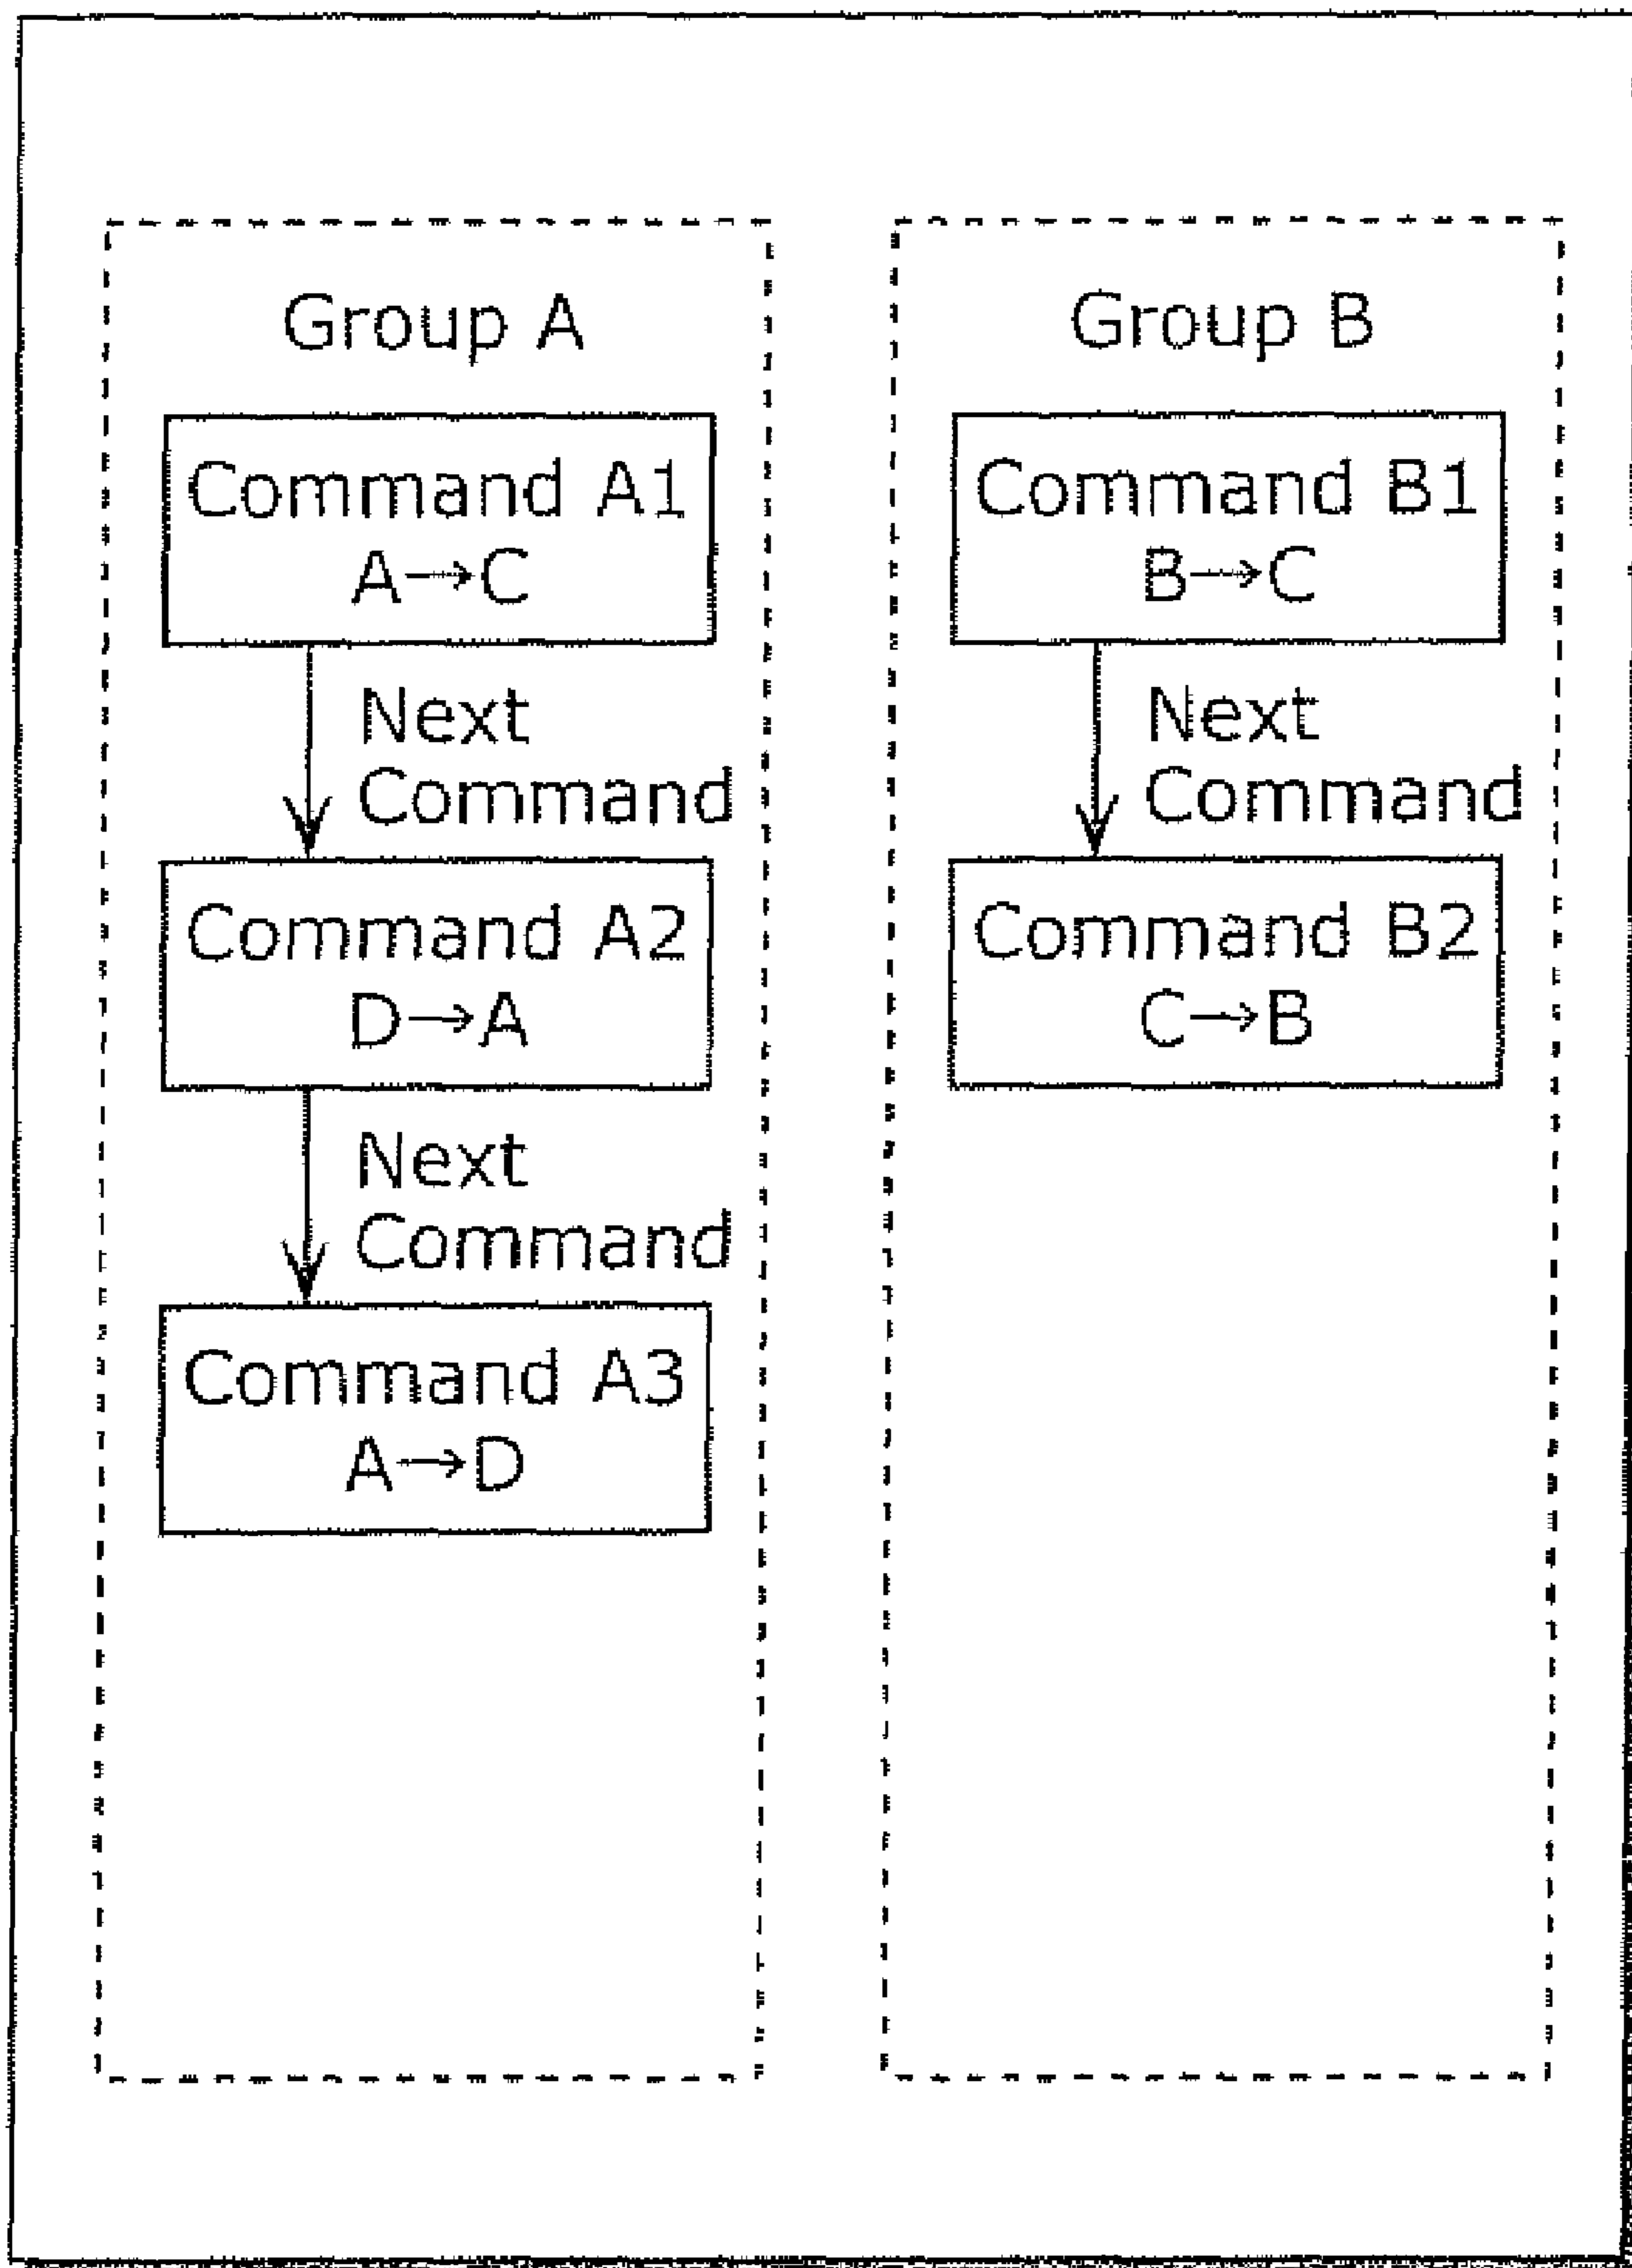 Group A
Command A1
A→C
Next
Command
Command A2
D→A
Next
Command
Command A3
A→D
Group B
Command B1
B→C
Next
Command
Command B2
C→B